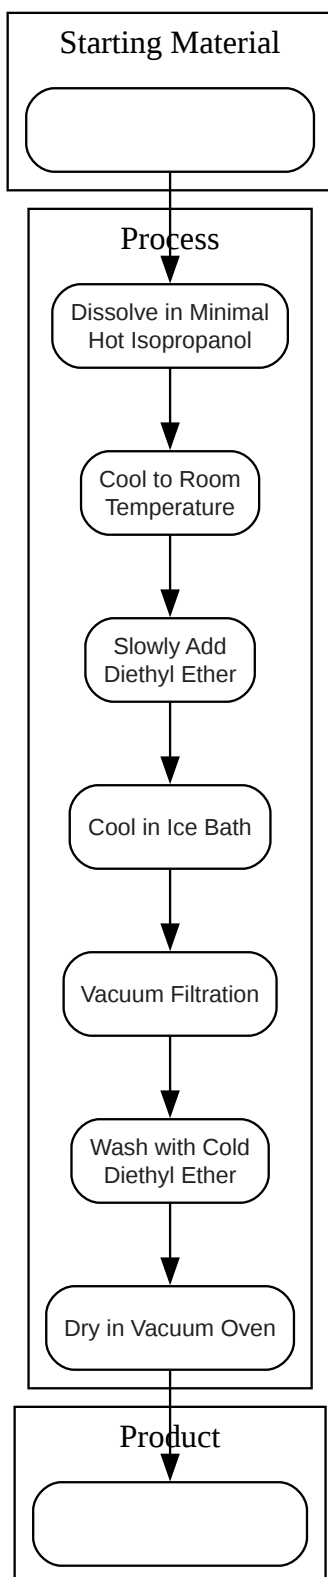 Starting Material
Process
Dissolve in Minimal
Hot Isopropanol
Cool to Room
Temperature
Slowly Add
Diethyl Ether
Cool in Ice Bath
Vacuum Filtration
Wash with Cold
Diethyl Ether
Dry in Vacuum Oven
Product